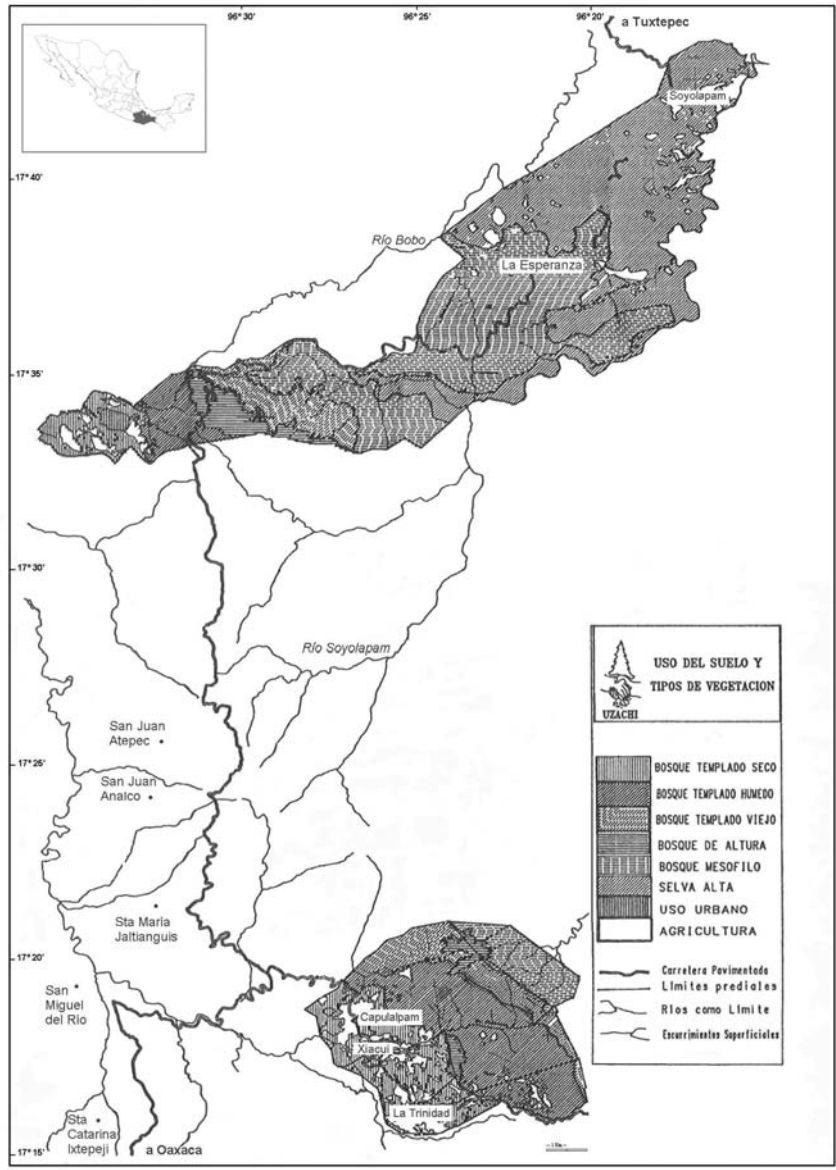 96° 30'
96° 25'
96° 20'
a Tuxtepec
Soyolapam
17° 40'
Río Bobo
La Esperanza
17° 35'
17° 30'
Río Soyolapam
USO DEL SUELO Y
TIPOS DE VEGETACION
UZACHI
San Juan
Atepec
17° 25'
San Juan
Analco
BOSQUE TEMPLADO SECO
BOSQUE TEMPLADO HUMEDO
BOSQUE TEMPLADO VIEJO
BOSQUE DE ALTURA
BOSQUE MESOFILO
SELVA ALTA
USO URBANO
AGRICULTURA
Sta María
Jaltianguis
17° 20'
San
Miguel
del Río
Carretera Pavimentada
Límites prediales
Ríos como Límite
Escurrimientos Superficiales
Capulalpam
Xiacui
La Trinidad
Sta
Catarina
Ixtepeji
17° 15'
a Oaxaca